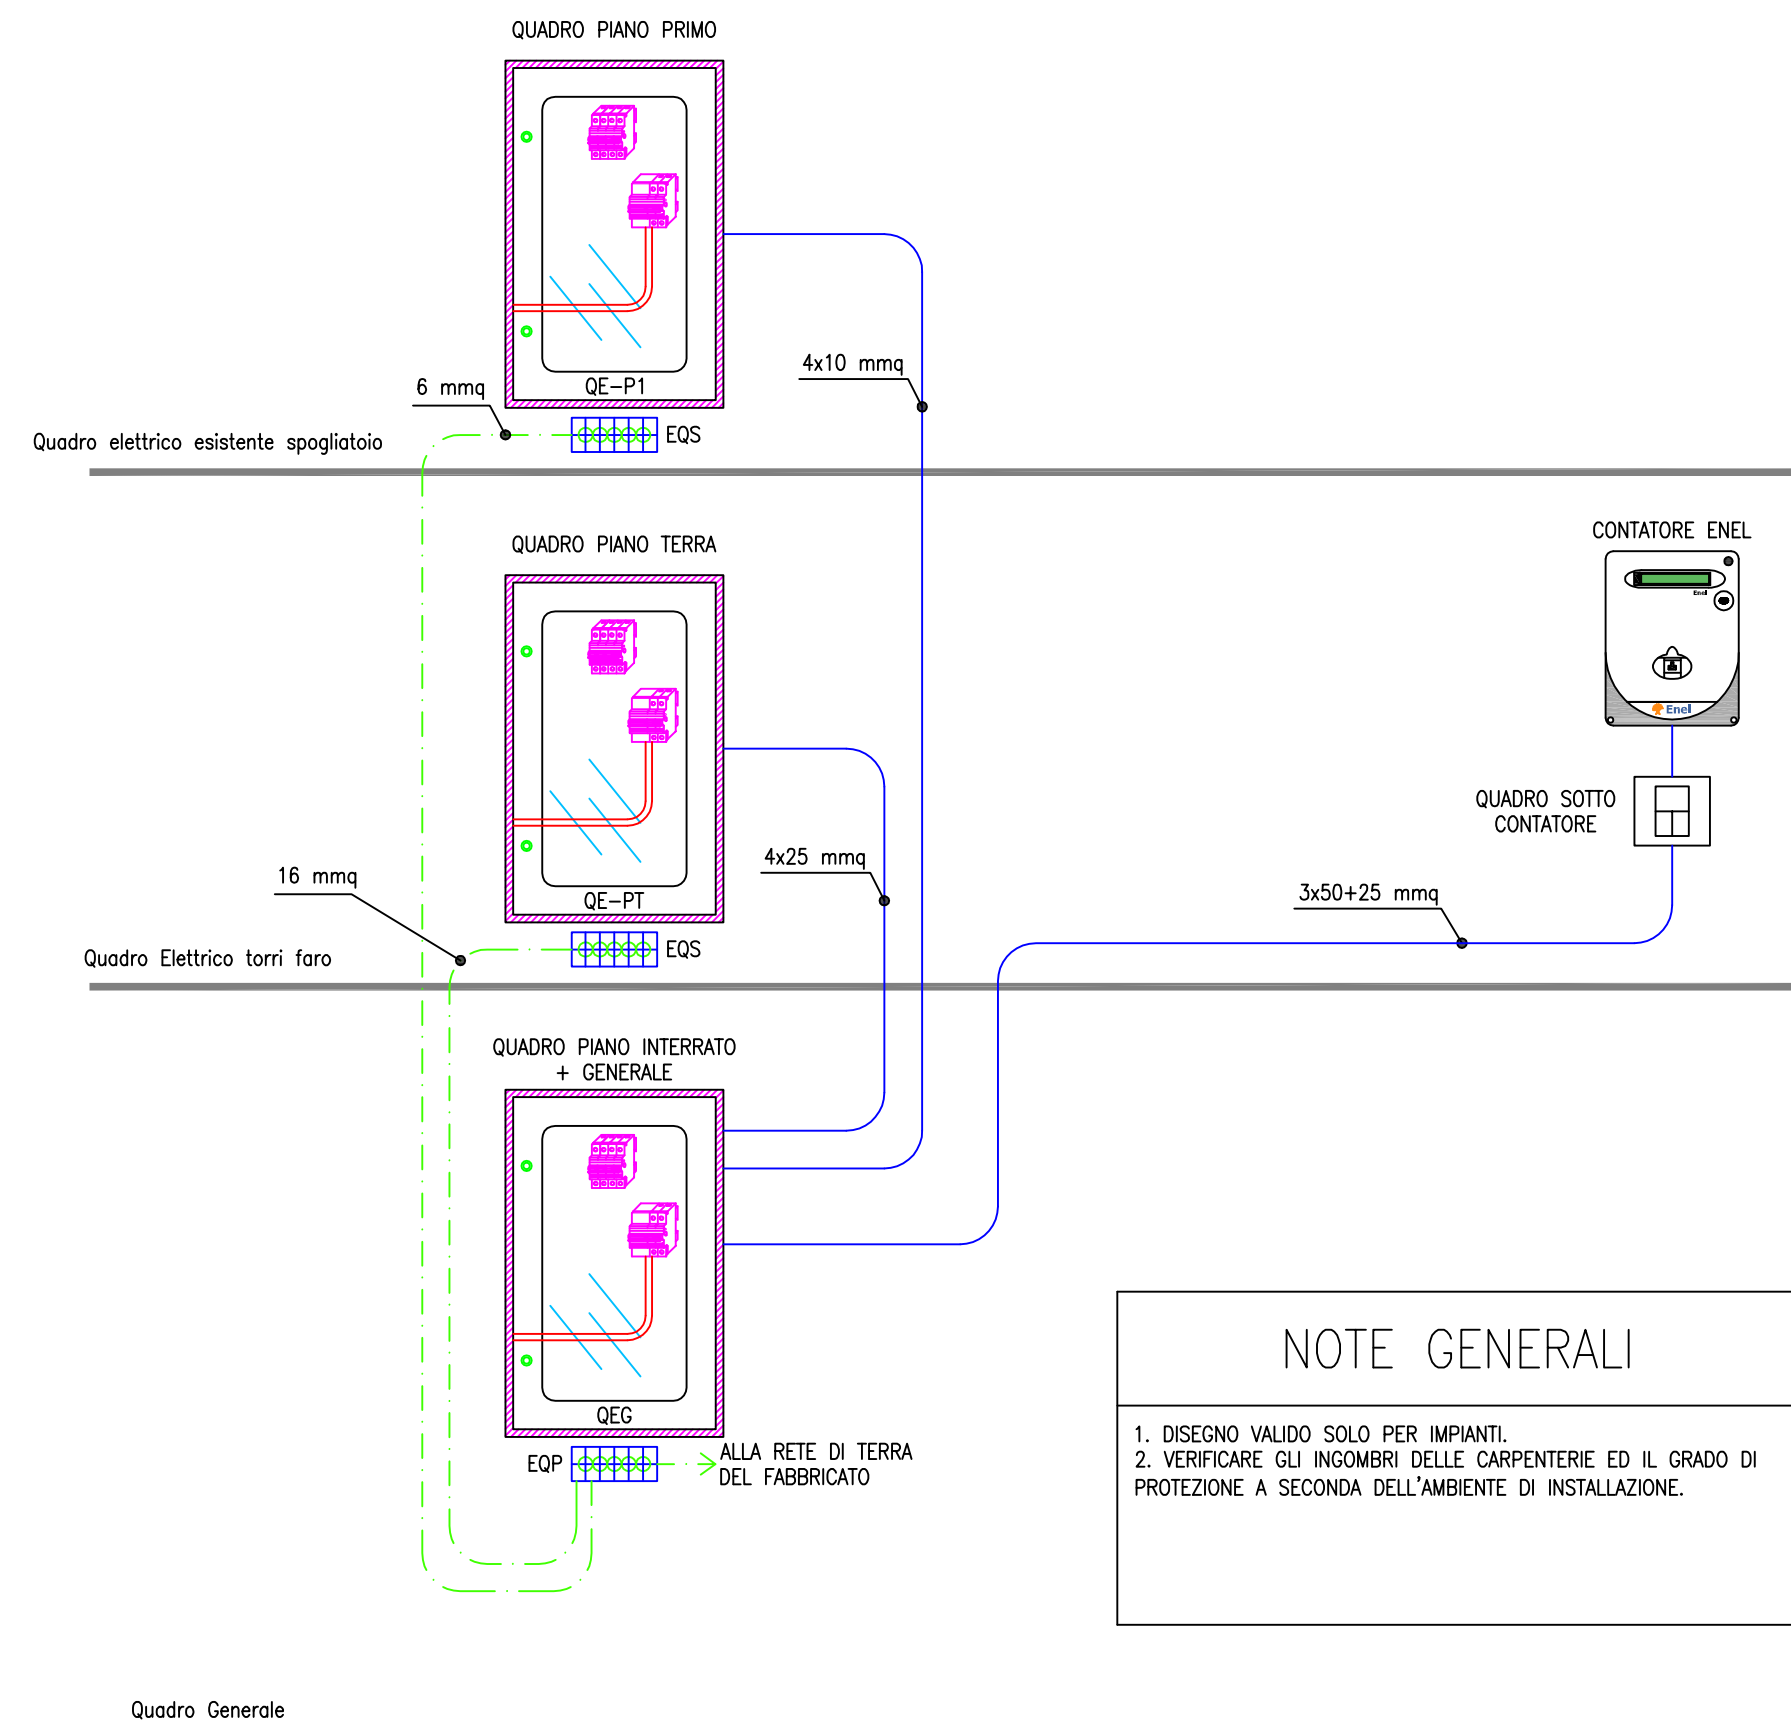 QUADRO PIANO PRIMO
4x10 mmq
6 mmq
QE-P1
EQS
Quadro elettrico esistente spogliatoio
QUADRO PIANO TERRA
CONTATORE ENEL
Enel
Enel
QUADRO SOTTO
CONTATORE
4x25 mmq
16 mmq
3x50+25 mmq
QE-PT
EQS
Quadro Elettrico torri faro
QUADRO PIANO INTERRATO
+ GENERALE
QEG
EQP
ALLA RETE DI TERRA
DEL FABBRICATO
NOTE GENERALI
1. DISEGNO VALIDO SOLO PER IMPIANTI.
2. VERIFICARE GLI INGOMBRI DELLE CARPENTERIE ED IL GRADO DI
PROTEZIONE A SECONDA DELL'AMBIENTE DI INSTALLAZIONE.
Quadro Generale